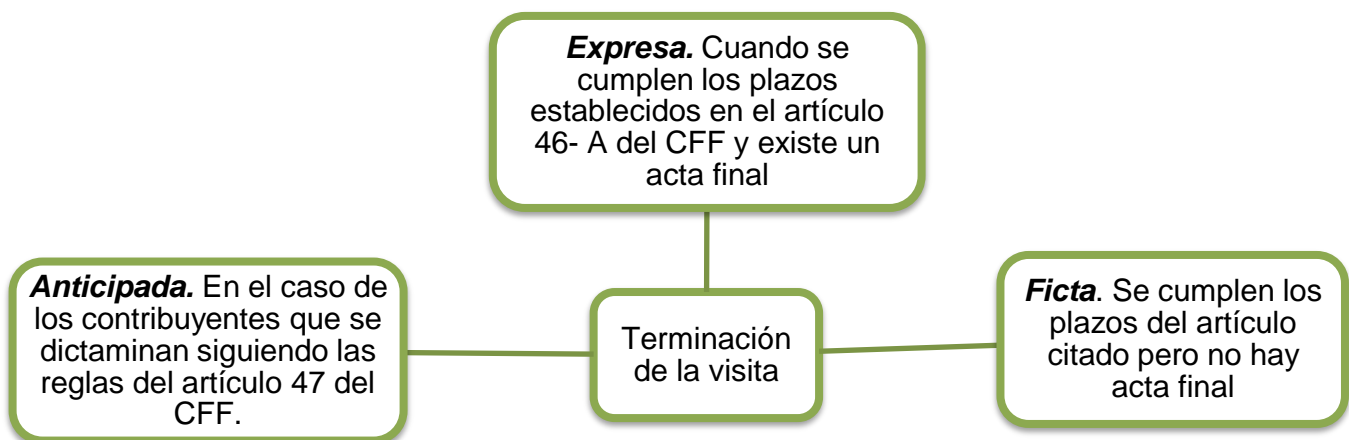 Expresa. Cuando se
cumplen los plazos
establecidos en el artículo
46- A del CFF y existe un
acta final
Anticipada. En el caso de
los contribuyentes que se
dictaminan siguiendo las
reglas del artículo 47 del
CFF.
Terminación
de la visita
Ficta. Se cumplen los
plazos del artículo
citado pero no hay
acta final